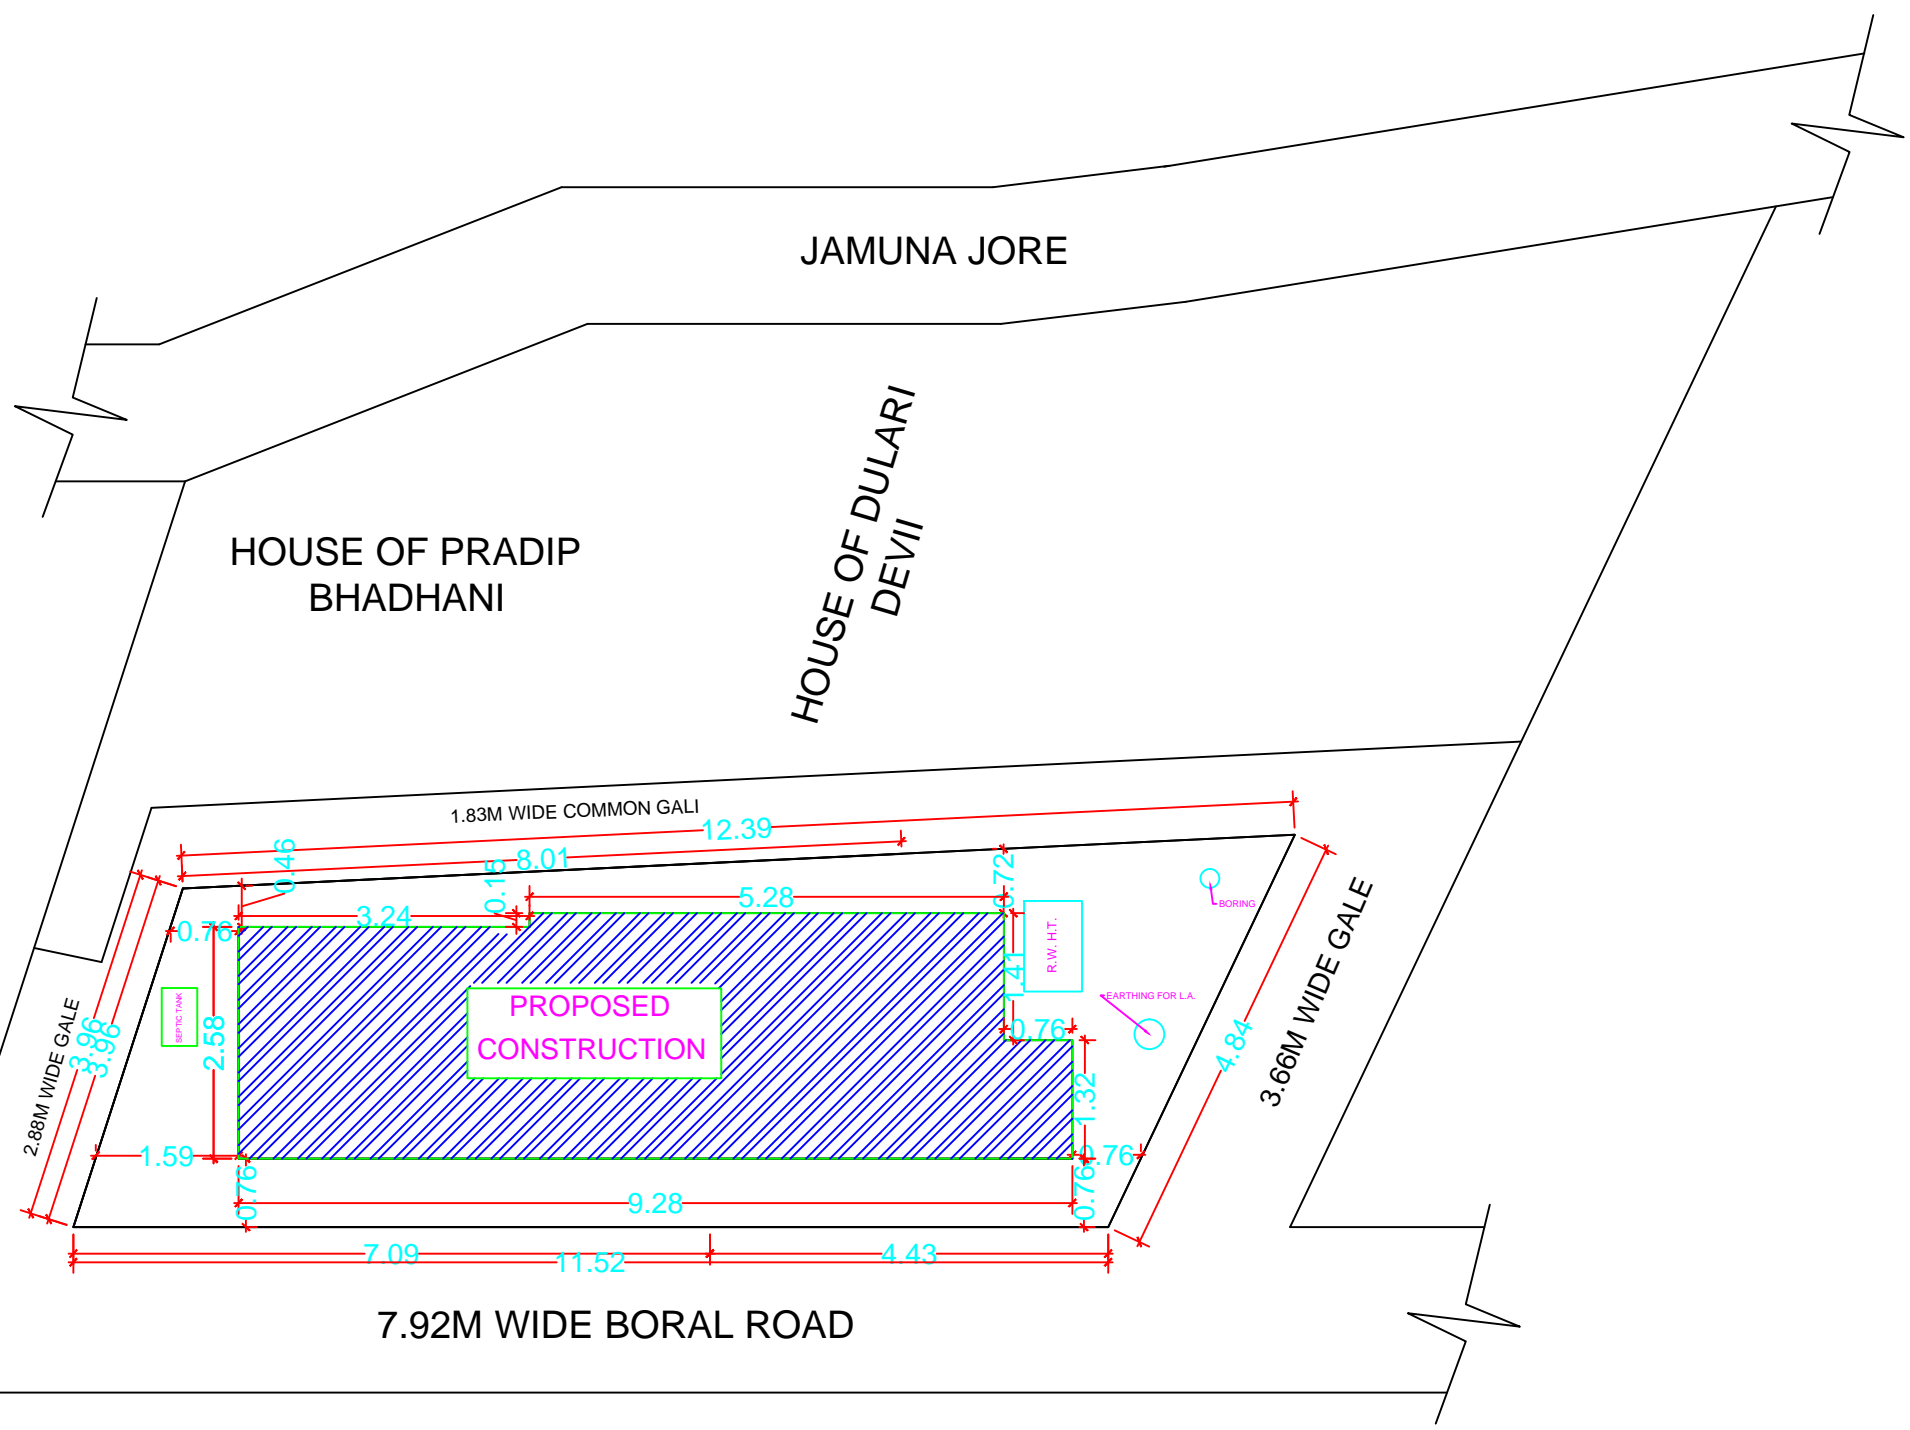 JAMUNA JORE
HOUSE OF PRADIP
BHADHANI
HOUSE OF DULARI
DEVII
1.83M WIDE COMMON GALI
12.39
8.01
0.46
0.15
5.28
0.72
3.24
0.76
BORING
R.W. H.T.
1.41
EARTHING FOR L.A.
SEPTIC TANK
PROPOSED
CONSTRUCTION
2.58
0.76
3.96
3.96
2.88M WIDE GALE
4.84
3.66M WIDE GALE
1.32
1.59
0.76
0.76
9.28
0.76
7.09
4.43
11.52
7.92M WIDE BORAL ROAD